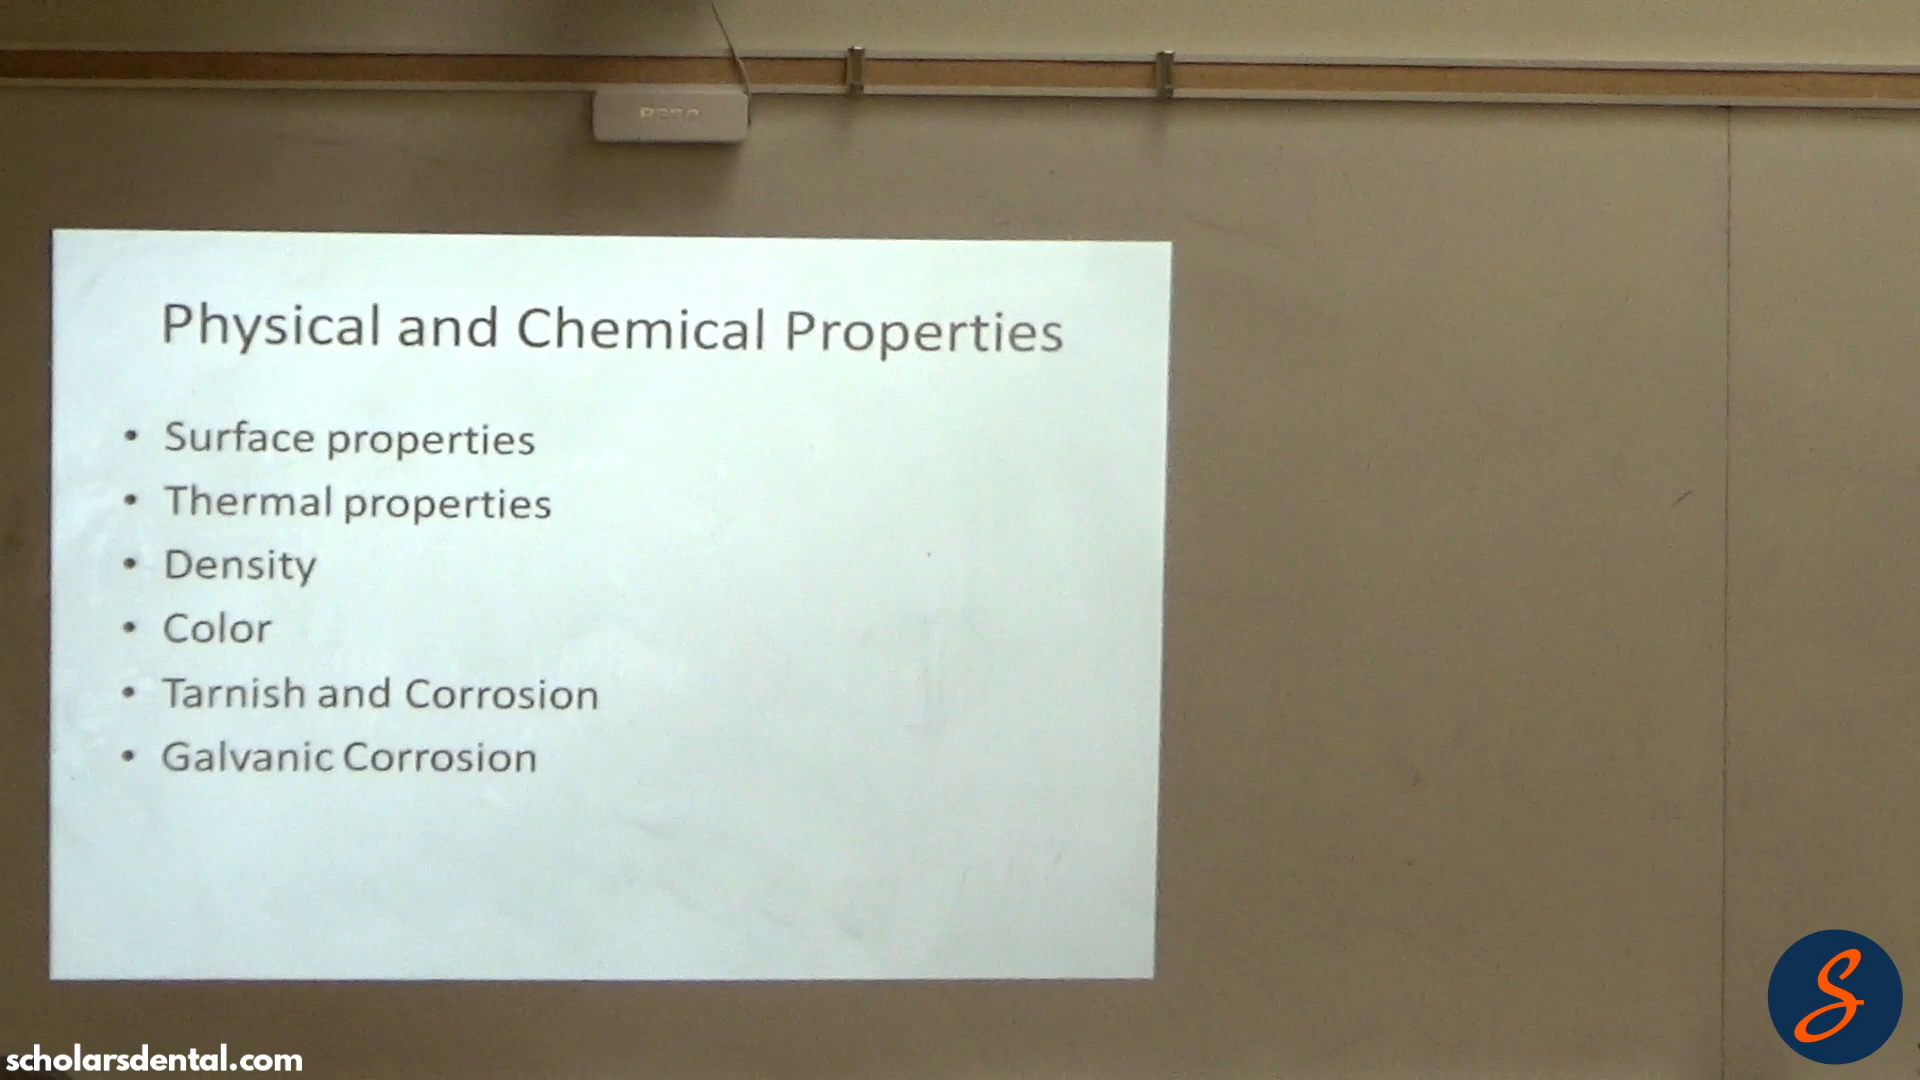 Physical and Chemical Properties
• Surface properties
• Thermal properties
• Density
• Color
• Tarnish and Corrosion
• Galvanic Corrosion
S
scholarsdental.com